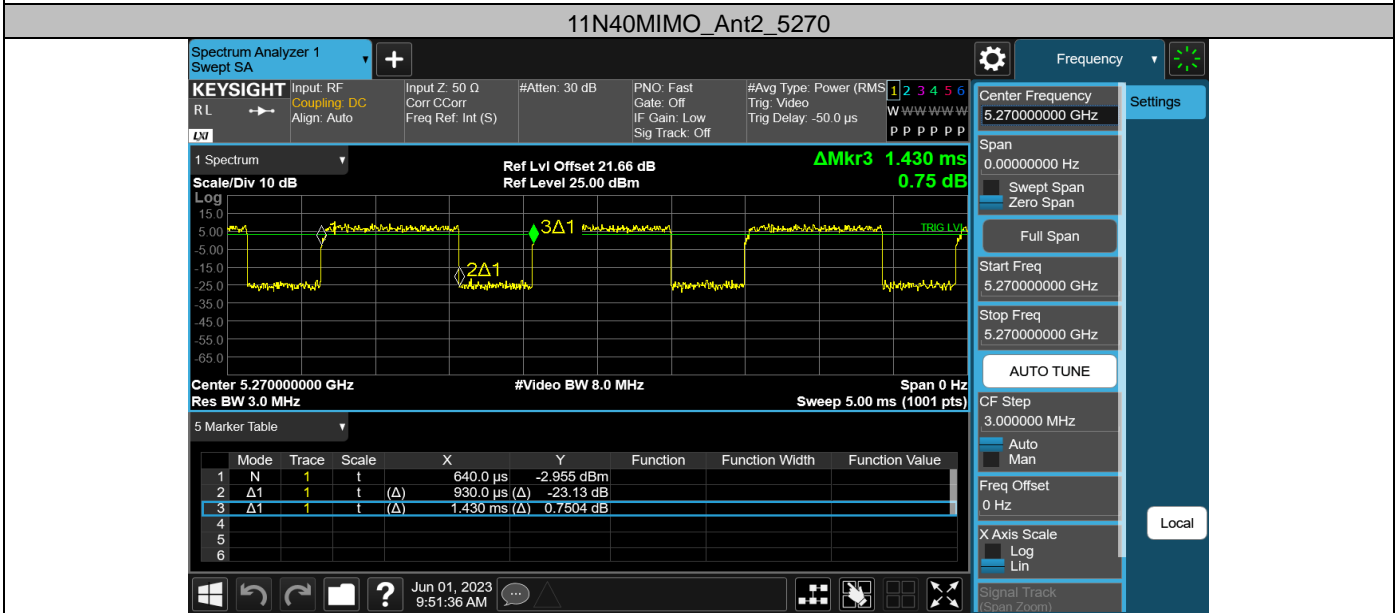 11N40MIMO_Ant2_5270
Spectrum Analyzer 1
Swept SA
Frequency
KEYSIGHT
RL
LXI
Input: RF
Coupling: DC
Align: Auto
Input Z: 50 Ω
Corr CCorr
Freq Ref: Int (S)
#Atten: 30 dB
PNO: Fast
Gate: Off
IF Gain: Low
Sig Track: Off
#Avg Type: Power (RMS
Trig: Video
Trig Delay: -50.0 µs
1 2 3 4 5 6
W W W W W W
P P P P P P
1 Spectrum
Scale/Div 10 dB
Ref Lvl Offset 21.66 dB
Ref Level 25.00 dBm
ΔMkr3 1.430 ms
0.75 dB
Log
15.0
5.00
-5.00
-15.0
-25.0
-35.0
-45.0
-55.0
-65.0
3Δ1
2Δ1
TRIG LVL
Center 5.270000000 GHz
#Video BW 8.0 MHz
Span 0 Hz
Res BW 3.0 MHz
Sweep 5.00 ms (1001 pts)
5 Marker Table
Mode Trace Scale X Y Function Function Width Function Value
1 N 1 t 640.0 µs -2.955 dBm
2 Δ1 1 t (Δ) 930.0 µs (Δ) -23.13 dB
3 Δ1 1 t (Δ) 1.430 ms (Δ) 0.7504 dB
4
5
6
Jun 01, 2023
9:51:36 AM
Center Frequency
5.270000000 GHz
Settings
Span
0.00000000 Hz
Swept Span
Zero Span
Full Span
Start Freq
5.270000000 GHz
Stop Freq
5.270000000 GHz
AUTO TUNE
CF Step
3.000000 MHz
Auto
Man
Freq Offset
0 Hz
Local
X Axis Scale
Log
Lin
Signal Track
(Span Zoom)